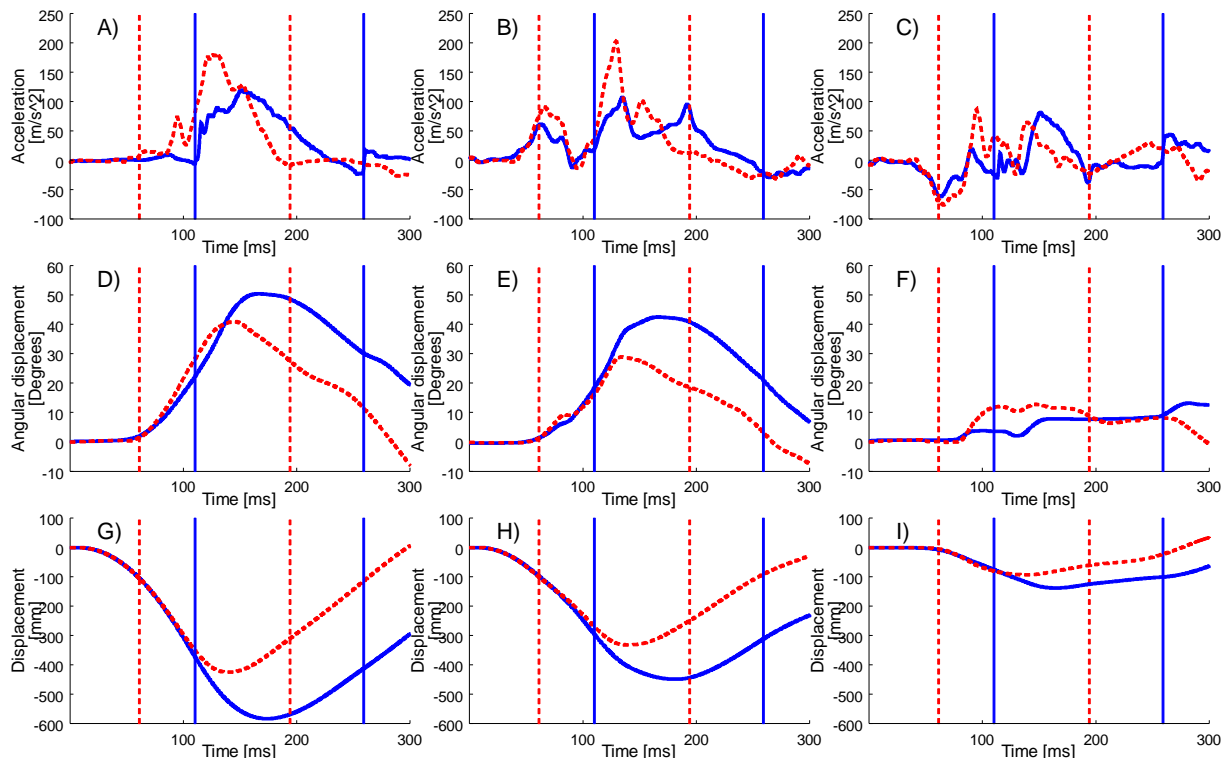 A)
250
200
150
100
50
0
-50
-100
Acceleration
[m/s^2]
100
200
300
Time [ms]
B)
250
200
150
100
50
0
-50
-100
Acceleration
[m/s^2]
100
200
300
Time [ms]
C)
250
200
150
100
50
0
-50
-100
Acceleration
[m/s^2]
100
200
300
Time [ms]
D)
60
50
40
30
20
10
0
-10
Angular displacement
[Degrees]
100
200
300
Time [ms]
E)
60
50
40
30
20
10
0
-10
Angular displacement
[Degrees]
100
200
300
Time [ms]
F)
60
50
40
30
20
10
0
-10
Angular displacement
[Degrees]
100
200
300
Time [ms]
G)
100
0
-100
-200
-300
-400
-500
-600
Displacement
[mm]
100
200
300
Time [ms]
H)
100
0
-100
-200
-300
-400
-500
-600
Displacement
[mm]
100
200
300
Time [ms]
I)
100
0
-100
-200
-300
-400
-500
-600
Displacement
[mm]
100
200
300
Time [ms]